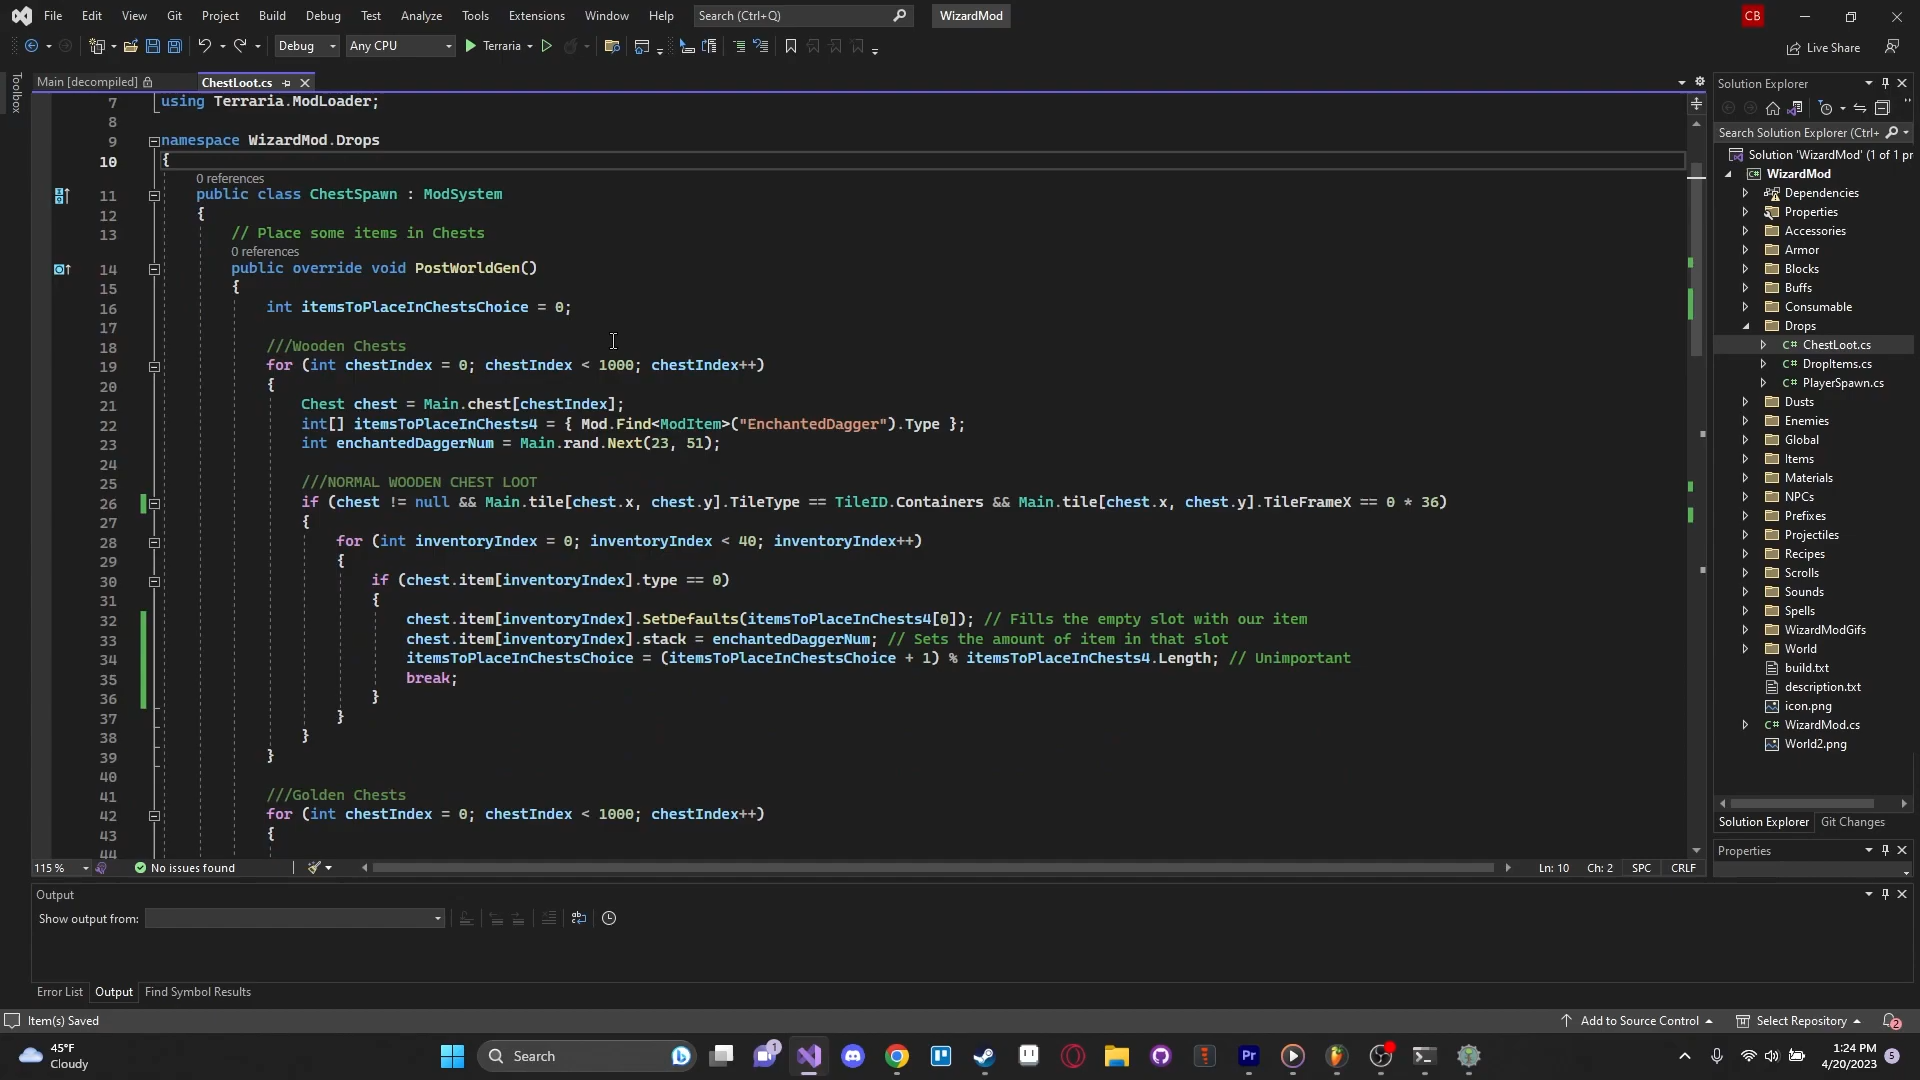 File Edit View Git Project Build Debug Test Analyze Tools Extensions Window Help Search (Ctrl+Q) WizardMod CB
Debug Any CPU Terraria Live Share
Toolbox
Main [decompiled] ChestLoot.cs
7 using Terraria.ModLoader;
8
9 namespace WizardMod.Drops
10 {
0 references
11 public class ChestSpawn : ModSystem
12 {
13 // Place some items in Chests
0 references
14 public override void PostWorldGen()
15 {
16 int itemsToPlaceInChestsChoice = 0;
17
18 ///Wooden Chests
19 for (int chestIndex = 0; chestIndex < 1000; chestIndex++)
20 {
21 Chest chest = Main.chest[chestIndex];
22 int[] itemsToPlaceInChests4 = { Mod.Find<ModItem>("EnchantedDagger").Type };
23 int enchantedDaggerNum = Main.rand.Next(23, 51);
24
25 ///NORMAL WOODEN CHEST LOOT
26 if (chest != null && Main.tile[chest.x, chest.y].TileType == TileID.Containers && Main.tile[chest.x, chest.y].TileFrameX == 0 * 36)
27 {
28 for (int inventoryIndex = 0; inventoryIndex < 40; inventoryIndex++)
29 {
30 if (chest.item[inventoryIndex].type == 0)
31 {
32 chest.item[inventoryIndex].SetDefaults(itemsToPlaceInChests4[0]); // Fills the empty slot with our item
33 chest.item[inventoryIndex].stack = enchantedDaggerNum; // Sets the amount of item in that slot
34 itemsToPlaceInChestsChoice = (itemsToPlaceInChestsChoice + 1) % itemsToPlaceInChests4.Length; // Unimportant
35 break;
36 }
37 }
38 }
39 }
40
41 ///Golden Chests
42 for (int chestIndex = 0; chestIndex < 1000; chestIndex++)
43 {
44
115 % No issues found Ln: 10 Ch: 2 SPC CRLF
Solution Explorer
Search Solution Explorer (Ctrl+
Solution 'WizardMod' (1 of 1 pr
WizardMod
Dependencies
Properties
Accessories
Armor
Blocks
Buffs
Consumable
Drops
C# ChestLoot.cs
C# DropItems.cs
C# PlayerSpawn.cs
Dusts
Enemies
Global
Items
Materials
NPCs
Prefixes
Projectiles
Recipes
Scrolls
Sounds
Spells
WizardModGifs
World
build.txt
description.txt
icon.png
C# WizardMod.cs
World2.png
Solution Explorer Git Changes
Properties
Output
Show output from:
Error List Output Find Symbol Results
Item(s) Saved Add to Source Control Select Repository 2
45°F
Cloudy
Search 1 Pr
1:24 PM
4/20/2023
5